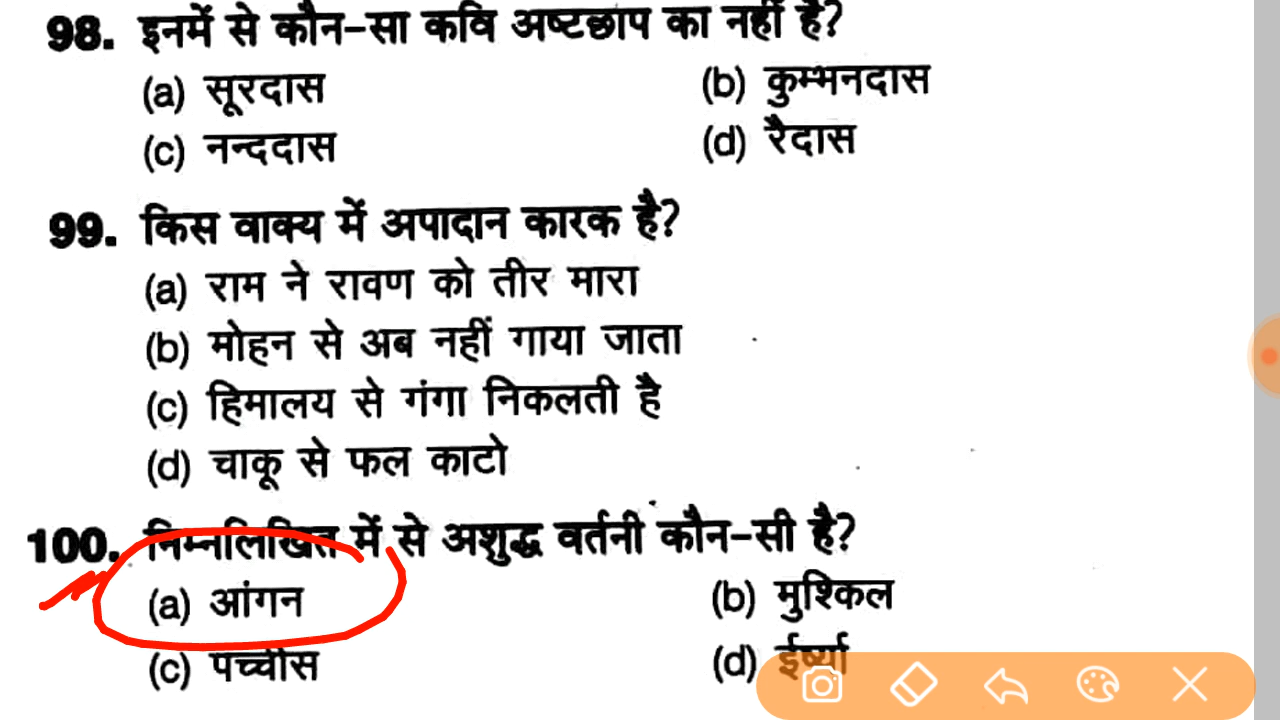 98. इनमें से कौन-सा कवि अष्टछाप का नहीं है?
(a) सूरदास (b) कुम्भनदास
(c) नन्ददास (d) रैदास
99. किस वाक्य में अपादान कारक है?
(a) राम ने रावण को तीर मारा
(b) मोहन से अब नहीं गाया जाता
(c) हिमालय से गंगा निकलती है
(d) चाकू से फल काटो
100. निम्नलिखित में से अशुद्ध वर्तनी कौन-सी है?
(a) आंगन (b) मुश्किल
(c) पच्चीस (d) ईर्ष्या